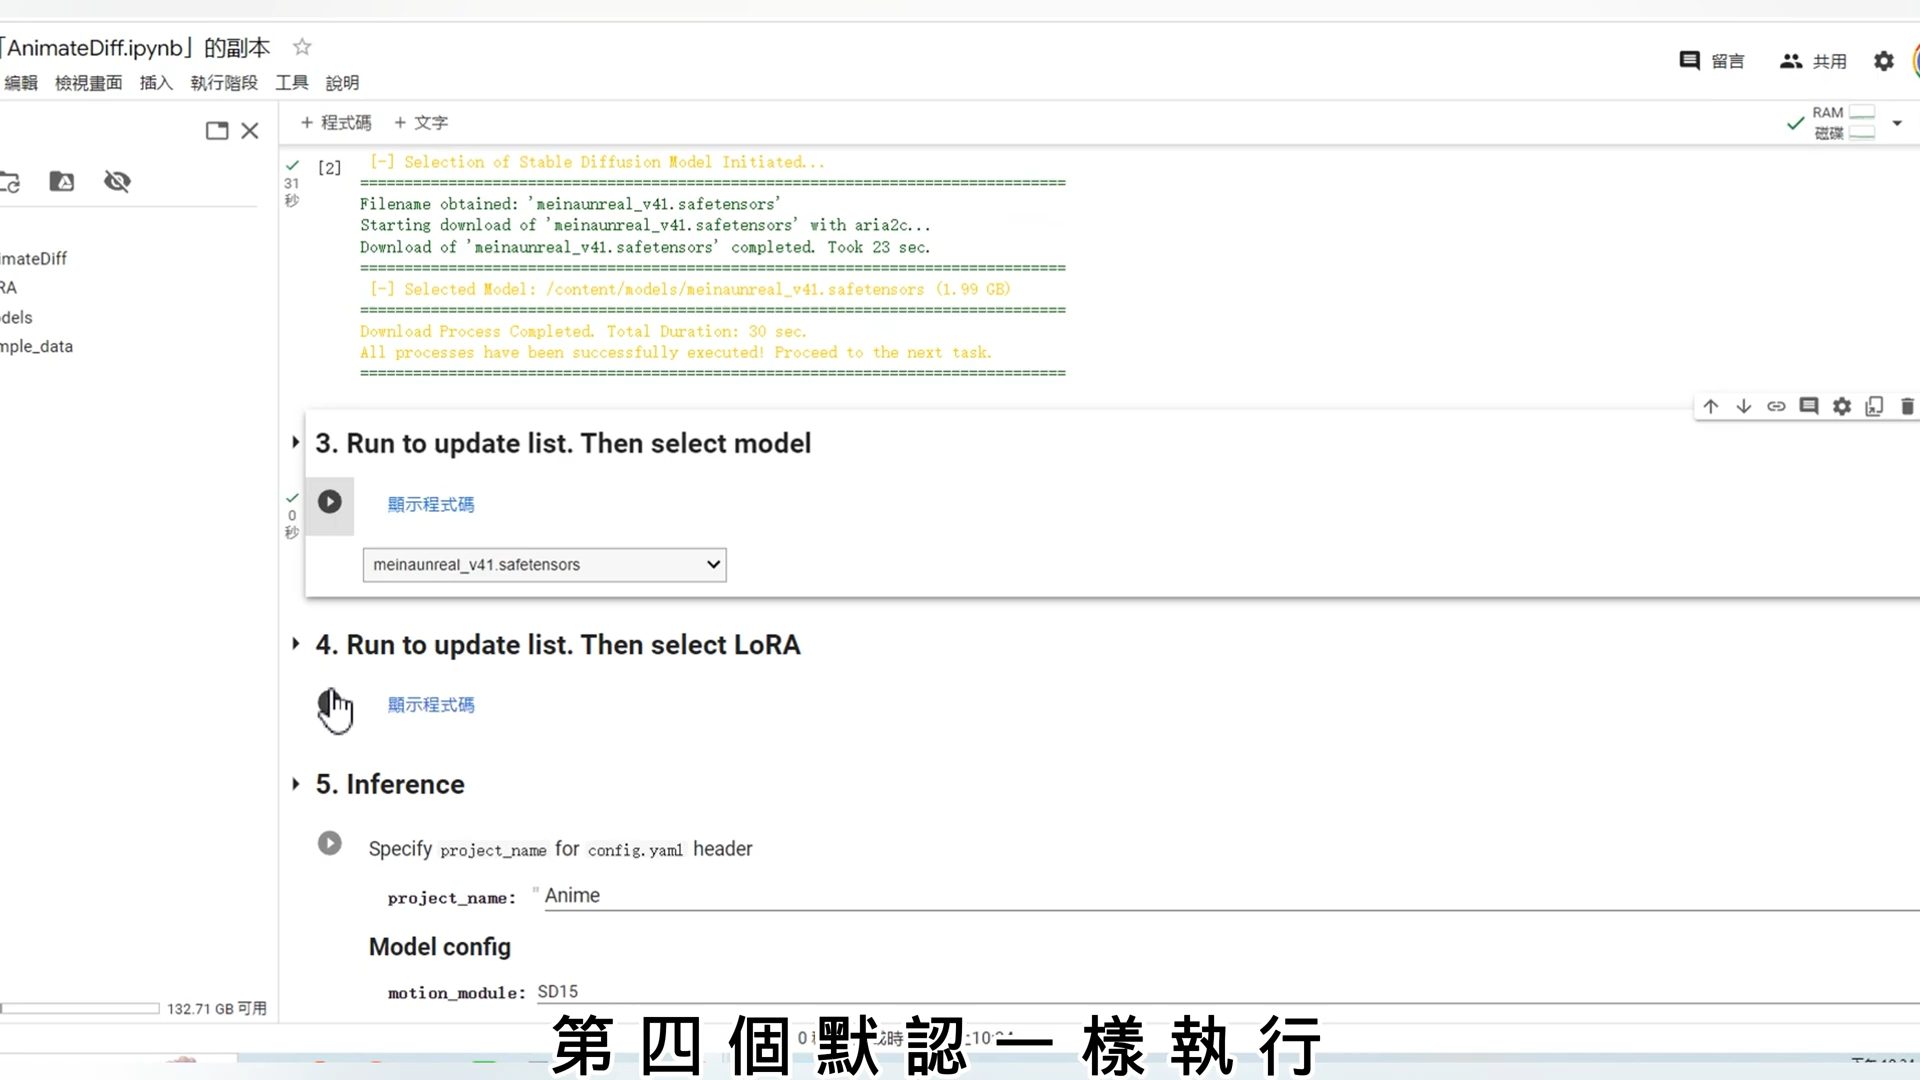 「AnimateDiff.ipynb」的副本
編輯 檢視畫面 插入 執行階段 工具 說明
留言 共用
+ 程式碼 + 文字
RAM
磁碟
imateDiff
RA
dels
mple_data
132.71 GB 可用
31
秒
[2]
[-] Selection of Stable Diffusion Model Initiated...
================================================================================
Filename obtained: 'meinaunreal_v41.safetensors'
Starting download of 'meinaunreal_v41.safetensors' with aria2c...
Download of 'meinaunreal_v41.safetensors' completed. Took 23 sec.
================================================================================
[-] Selected Model: /content/models/meinaunreal_v41.safetensors (1.99 GB)
================================================================================
Download Process Completed. Total Duration: 30 sec.
All processes have been successfully executed! Proceed to the next task.
================================================================================
3. Run to update list. Then select model
0
秒
顯示程式碼
meinaunreal_v41.safetensors
4. Run to update list. Then select LoRA
顯示程式碼
5. Inference
Specify project_name for config.yaml header
project_name: " Anime
Model config
motion_module: SD15
第四個默認一樣執行